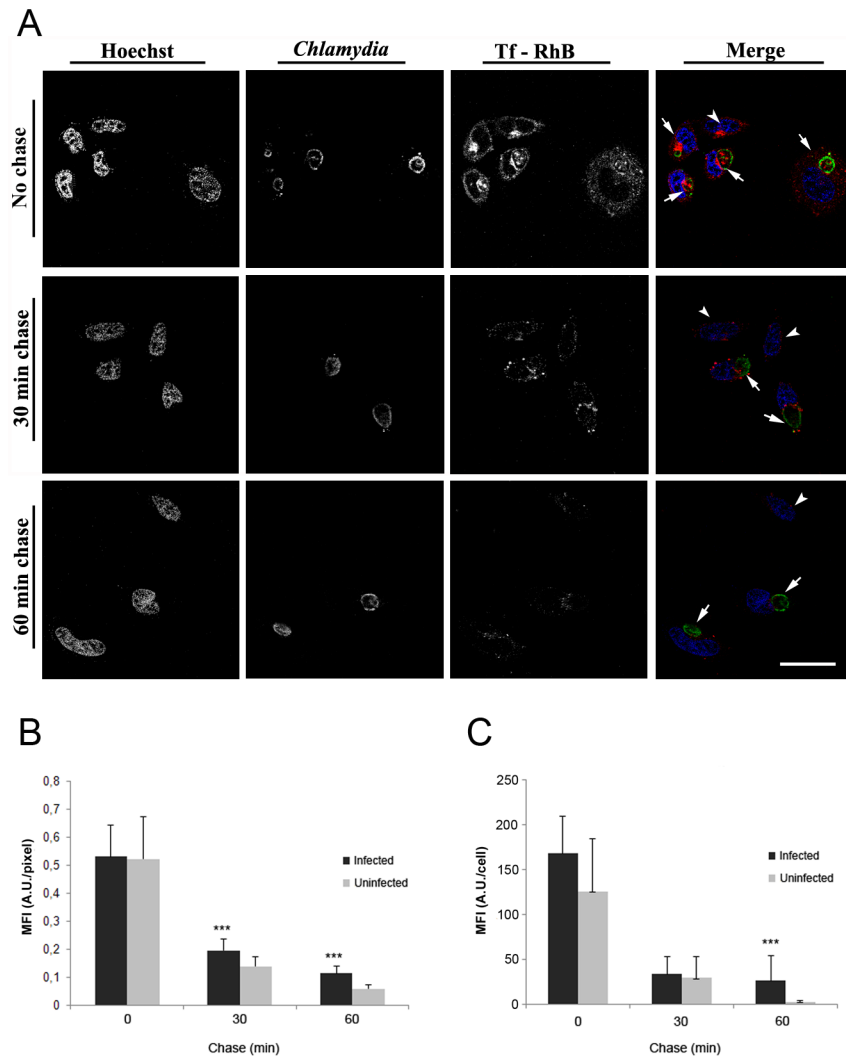 A
Hoechst Chlamydia Tf - RhB Merge
No chase
30 min chase
60 min chase
B
MFI (A.U./pixel)
0,8
0,7
0,6
0,5
0,4
0,3
0,2
0,1
0
***
***
Infected
Uninfected
0 30 60
Chase (min)
C
MFI (A.U./cell)
250
200
150
100
50
0
***
Infected
Uninfected
0 30 60
Chase (min)